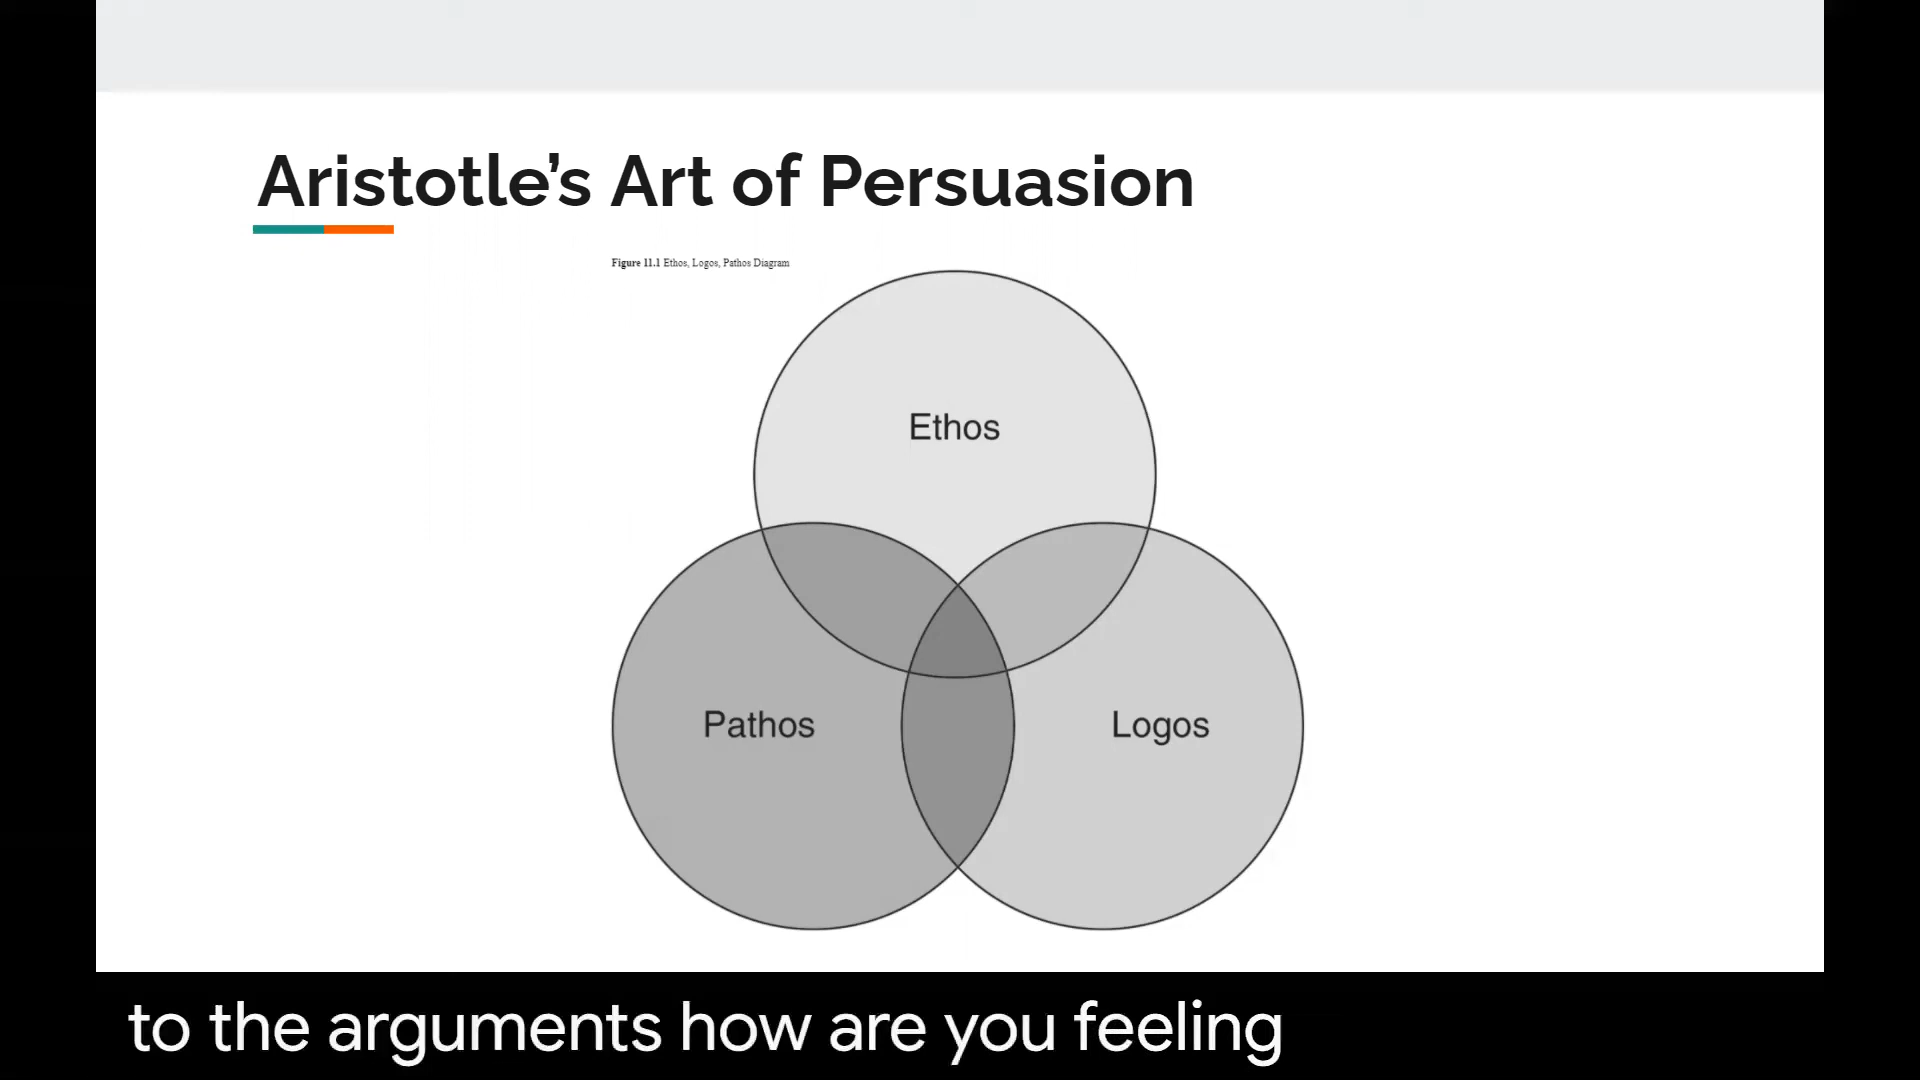 Aristotle’s Art of Persuasion
Figure 11.1 Ethos, Logos, Pathos Diagram
Ethos
Pathos
Logos
to the arguments how are you feeling